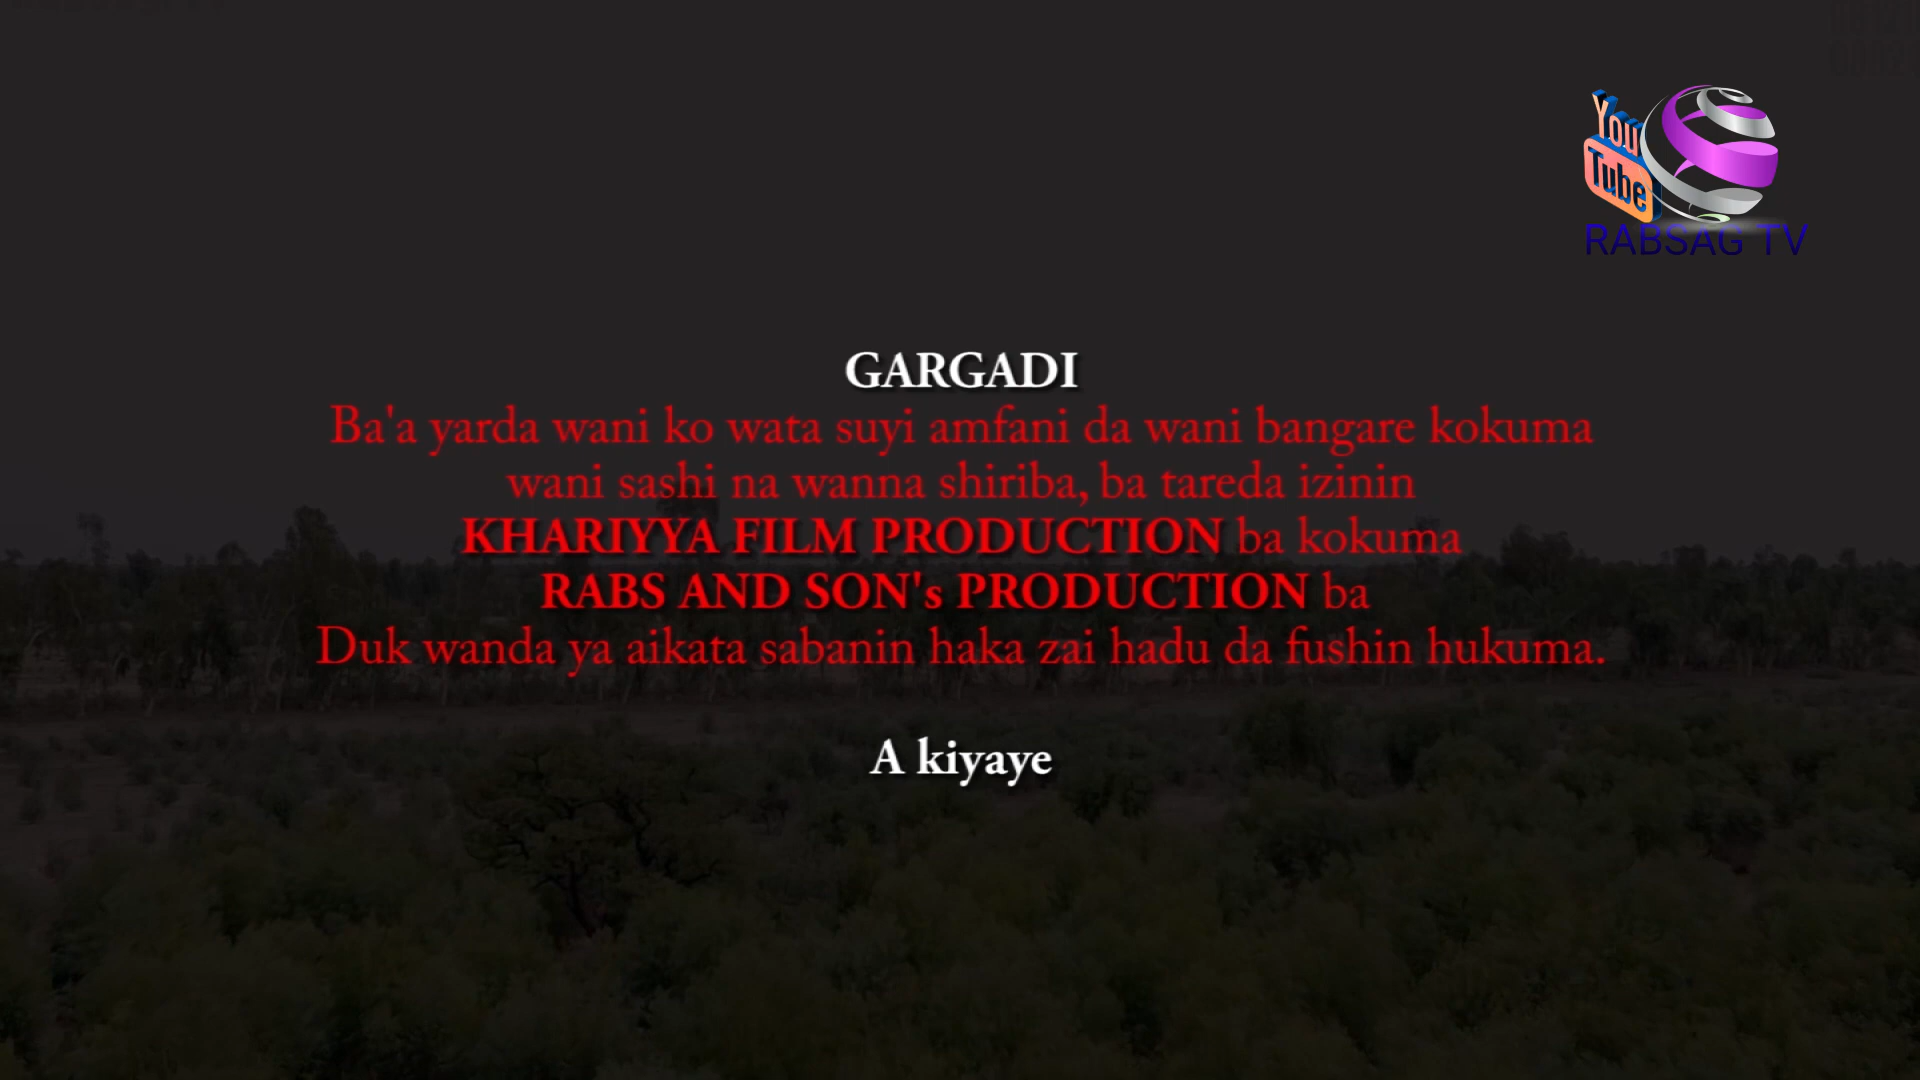 You
Tube
RABSAG TV
GARGADI
Ba'a yarda wani ko wata suyi amfani da wani bangare kokuma
wani sashi na wanna shiriba, ba tareda izinin
KHARIYYA FILM PRODUCTION ba kokuma
RABS AND SON's PRODUCTION ba
Duk wanda ya aikata sabanin haka zai hadu da fushin hukuma.
A kiyaye